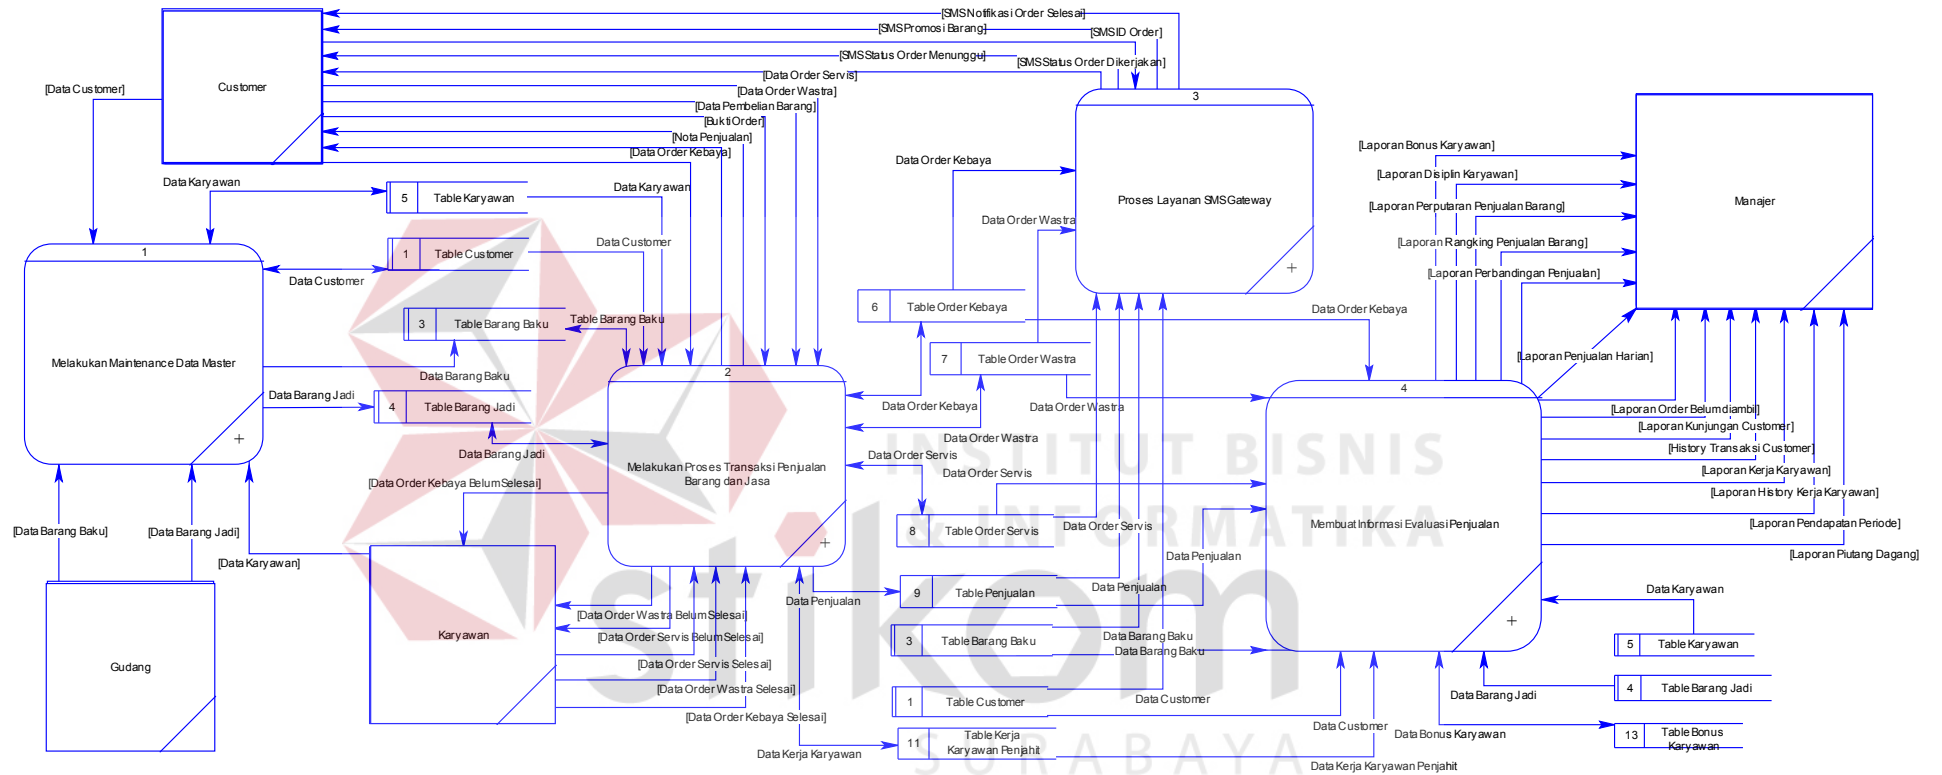 [SMS Notifikasi Order Selesai]
[SMS Promosi Barang]
[SMS ID Order]
[SMS Status Order Menunggu]
[SMS Status Order Dikerjakan]
[Data Order Servis]
[Data Order Wastra]
[Data Pembelian Barang]
[Bukti Order]
[Nota Penjualan]
[Data Order Kebaya]
Customer
[Data Customer]
Data Karyawan
5 Table Karyawan
Data Karyawan
1 Table Customer
Data Customer
Data Customer
1
Melakukan Maintenance Data Master
+
3 Table Barang Baku
Table Barang Baku
Data Barang Baku
Data Barang Jadi
4 Table Barang Jadi
Data Barang Jadi
[Data Barang Baku]
[Data Barang Jadi]
[Data Karyawan]
Gudang
[Data Order Kebaya Belum Selesai]
Karyawan
2
Melakukan Proses Transaksi Penjualan
Barang dan Jasa
+
[Data Order Wastra Belum Selesai]
[Data Order Servis Belum Selesai]
[Data Order Servis Selesai]
[Data Order Wastra Selesai]
[Data Order Kebaya Selesai]
3
Proses Layanan SMS Gateway
+
Data Order Kebaya
Data Order Wastra
6 Table Order Kebaya
Data Order Kebaya
7 Table Order Wastra
Data Order Kebaya
Data Order Wastra
Data Order Wastra
Data Order Servis
Data Order Servis
8 Table Order Servis
Data Order Servis
Data Penjualan
Data Penjualan
Data Penjualan
9 Table Penjualan
3 Table Barang Baku
Data Barang Baku
Data Barang Baku
1 Table Customer
Data Customer
Data Customer
11 Table Kerja
Karyawan Penjahit
Data Kerja Karyawan
Data Kerja Karyawan Penjahit
4
Membuat Informasi Evaluasi Penjualan
+
Manajer
[Laporan Bonus Karyawan]
[Laporan Disiplin Karyawan]
[Laporan Perputaran Penjualan Barang]
[Laporan Rangking Penjualan Barang]
[Laporan Perbandingan Penjualan]
[Laporan Penjualan Harian]
[Laporan Order Belum diambil]
[Laporan Kunjungan Customer]
[History Transaksi Customer]
[Laporan Kerja Karyawan]
[Laporan History Kerja Karyawan]
[Laporan Pendapatan Periode]
[Laporan Piutang Dagang]
Data Karyawan
5 Table Karyawan
4 Table Barang Jadi
Data Barang Jadi
Data Bonus Karyawan
13 Table Bonus
Karyawan
INSTITUT BISNIS
& INFORMATIKA
stikom
SURABAYA